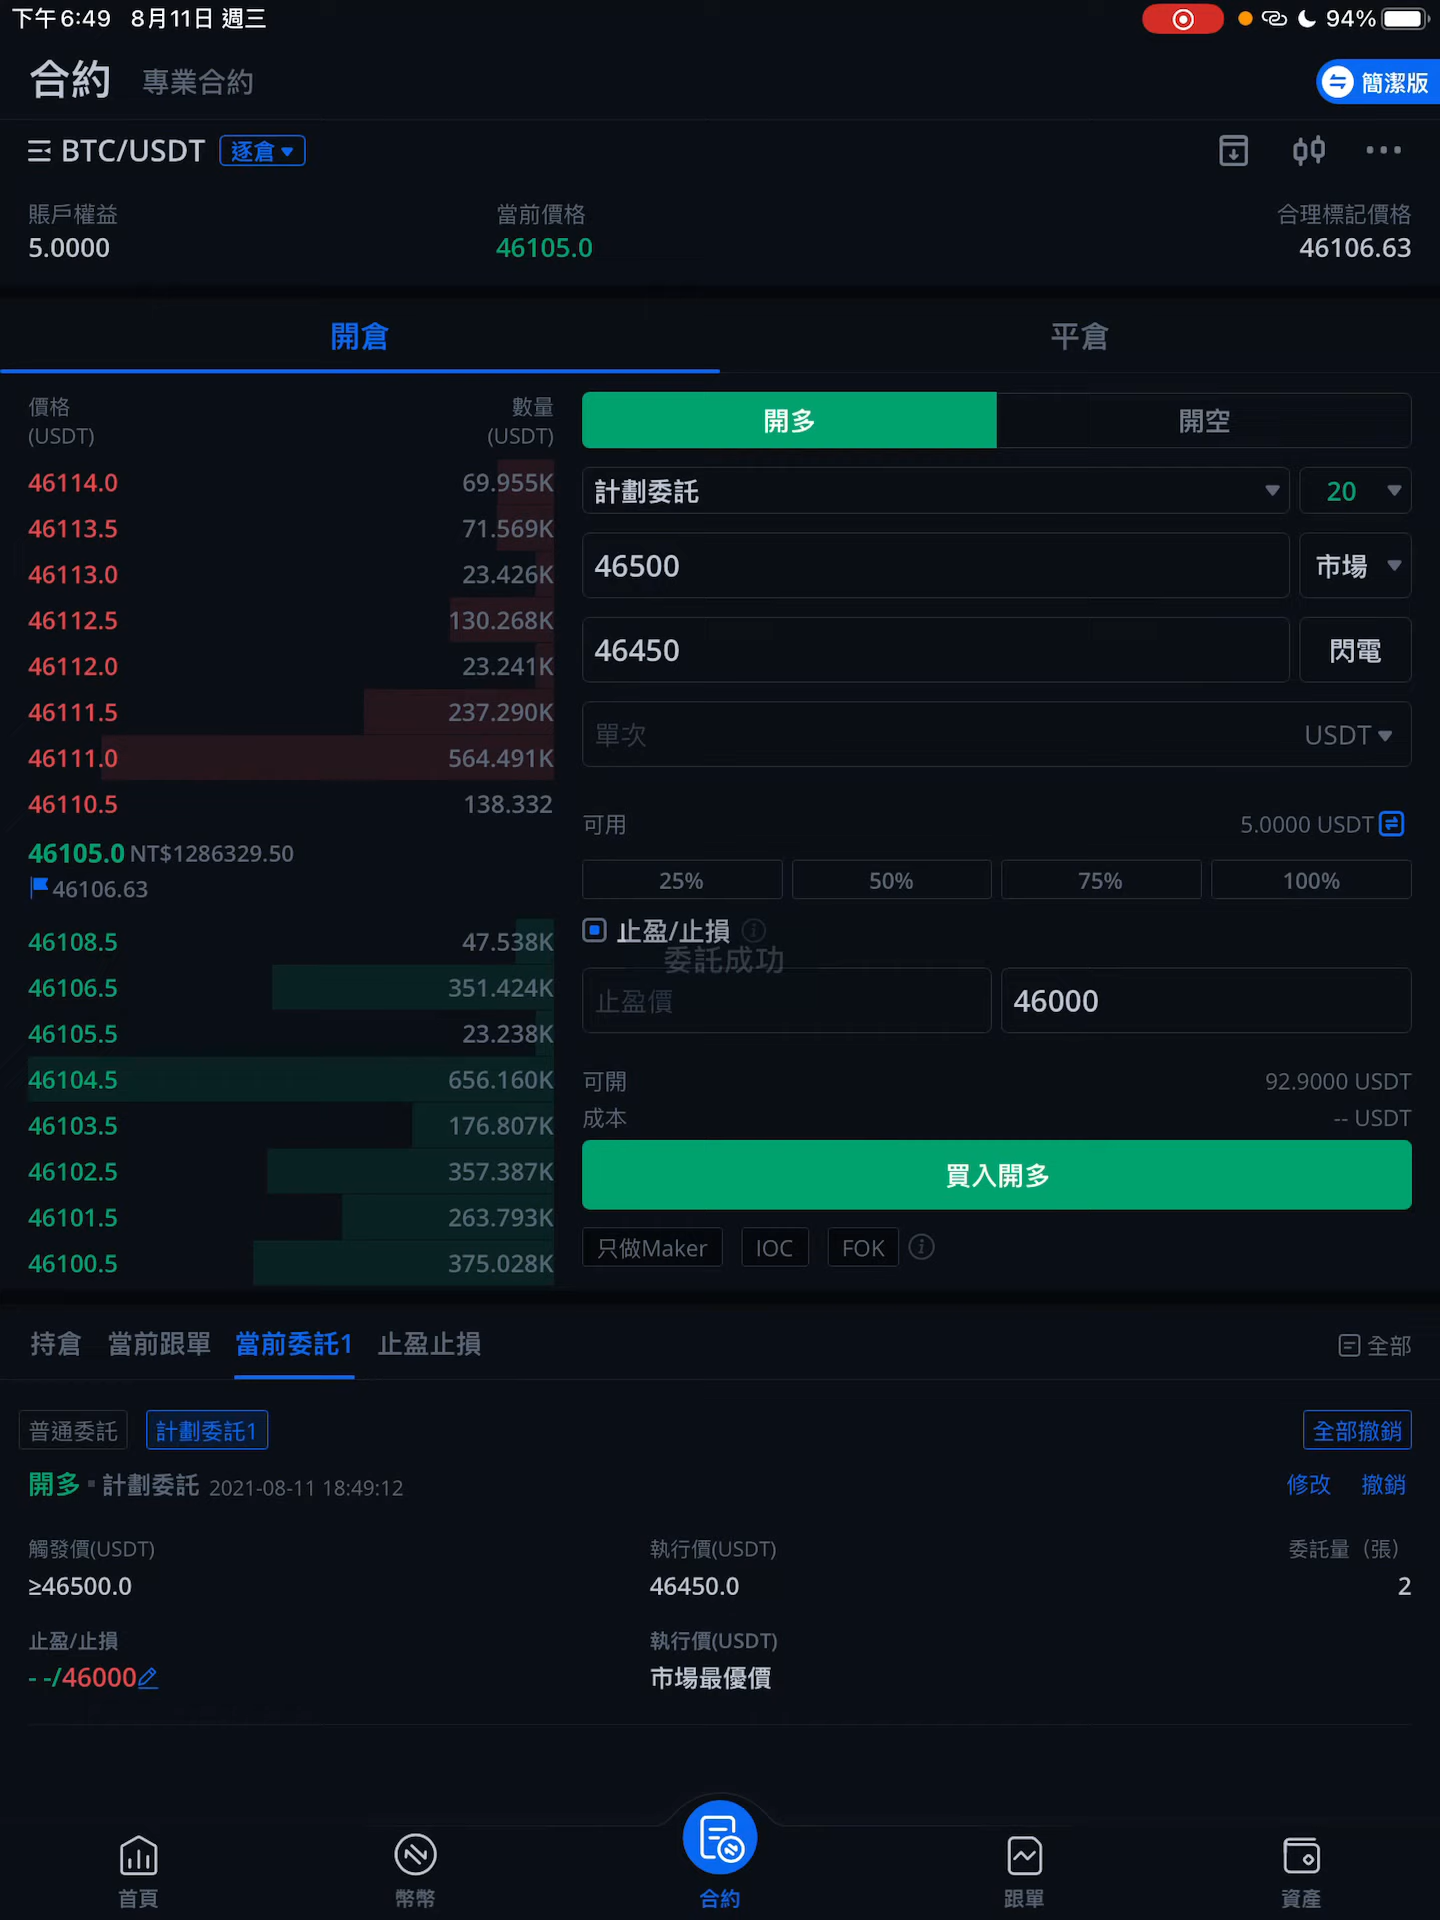 下午6:49 8月11日 週三 94%
合約 專業合約 簡潔版
BTC/USDT 逐倉
賬戶權益 當前價格 合理標記價格
5.0000 46105.0 46106.63
開倉 平倉
價格 數量
(USDT) (USDT)
46114.0 69.955K
46113.5 71.569K
46113.0 23.426K
46112.5 130.268K
46112.0 23.241K
46111.5 237.290K
46111.0 564.491K
46110.5 138.332
46105.0 NT$1286329.50
46106.63
46108.5 47.538K
46106.5 351.424K
46105.5 23.238K
46104.5 656.160K
46103.5 176.807K
46102.5 357.387K
46101.5 263.793K
46100.5 375.028K
開多 開空
計劃委託 20
46500 市場
46450 閃電
單次 USDT
可用 5.0000 USDT
25% 50% 75% 100%
止盈/止損
委託成功
止盈價 46000
可開 92.9000 USDT
成本 -- USDT
買入開多
只做Maker IOC FOK
持倉 當前跟單 當前委託1 止盈止損 全部
普通委託 計劃委託1 全部撤銷
開多 計劃委託 2021-08-11 18:49:12 修改 撤銷
觸發價(USDT) 執行價(USDT) 委託量（張）
≥46500.0 46450.0 2
止盈/止損 執行價(USDT)
- -/46000 市場最優價
首頁 幣幣 合約 跟單 資產